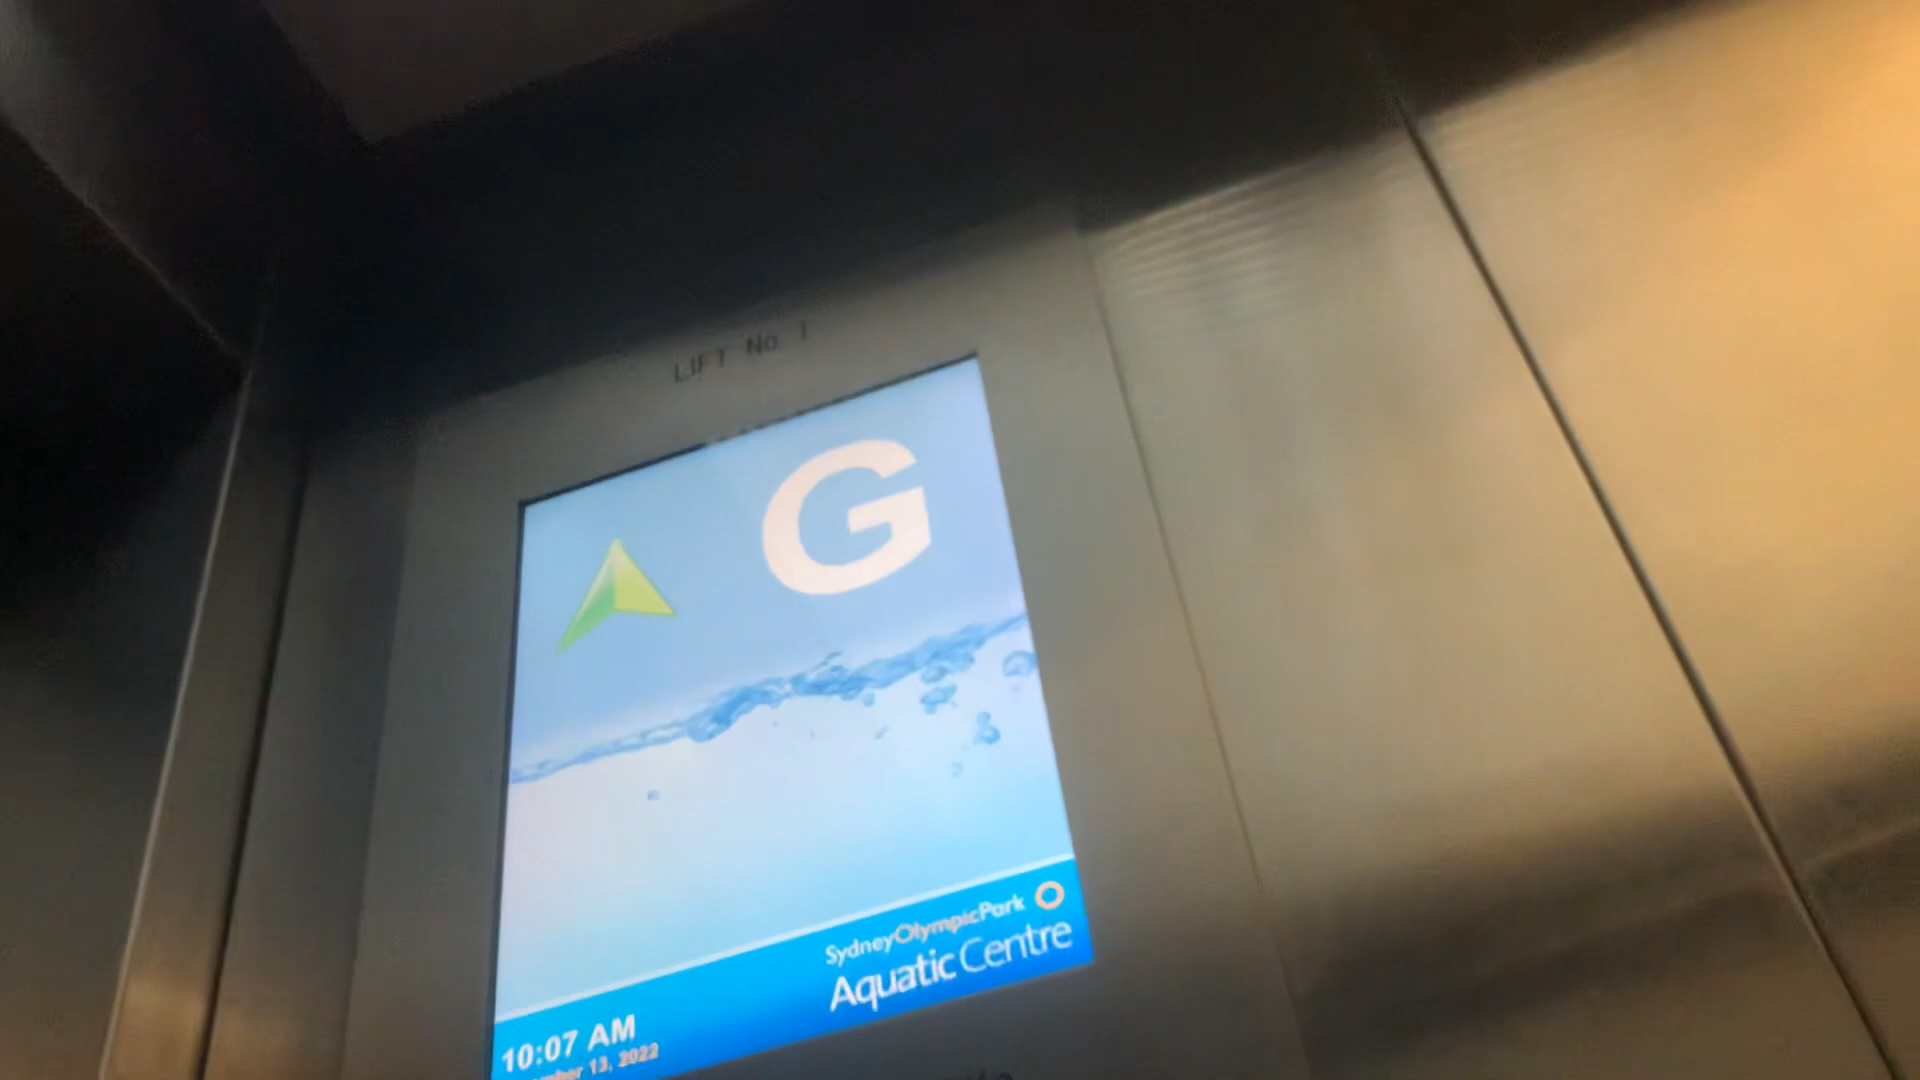 LIFT No 1
G
SydneyOlympicPark
Aquatic Centre
10:07 AM
13, 2022